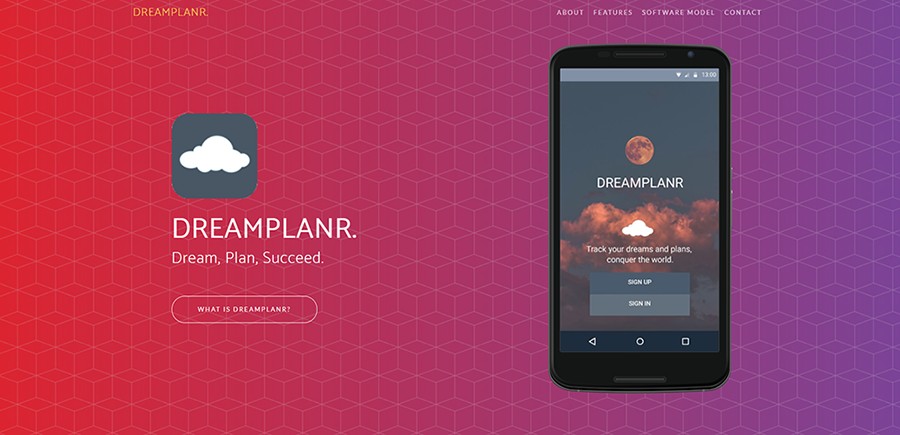 DREAMPLANR.
ABOUT FEATURES SOFTWARE MODEL CONTACT
DREAMPLANR.
Dream, Plan, Succeed.
WHAT IS DREAMPLANR?
13:00
DREAMPLANR
Track your dreams and plans,
conquer the world.
SIGN UP
SIGN IN